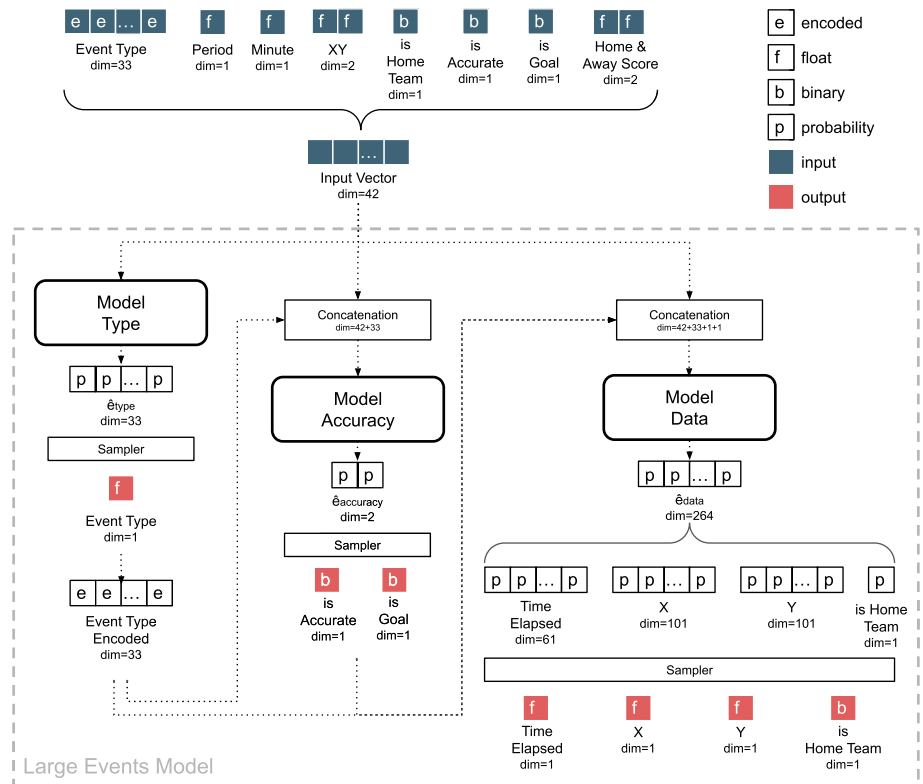 e e ... e
f
f
f f
b
b
b
f f
Event Type
dim=33
Period
dim=1
Minute
dim=1
XY
dim=2
is
Home
Team
dim=1
is
Accurate
dim=1
is
Goal
dim=1
Home &
Away Score
dim=2
e encoded
f float
b binary
p probability
input
output
...
Input Vector
dim=42
Model
Type
p p ... p
êtype
dim=33
Sampler
f
Event Type
dim=1
e e ... e
Event Type
Encoded
dim=33
Concatenation
dim=42+33
Model
Accuracy
p p
êaccuracy
dim=2
Sampler
b
is
Accurate
dim=1
b
is
Goal
dim=1
Concatenation
dim=42+33+1+1
Model
Data
p p ... p
êdata
dim=264
p p ... p
Time
Elapsed
dim=61
p p ... p
X
dim=101
p p ... p
Y
dim=101
p
is Home
Team
dim=1
Sampler
f
Time
Elapsed
dim=1
f
X
dim=1
f
Y
dim=1
b
is
Home Team
dim=1
Large Events Model